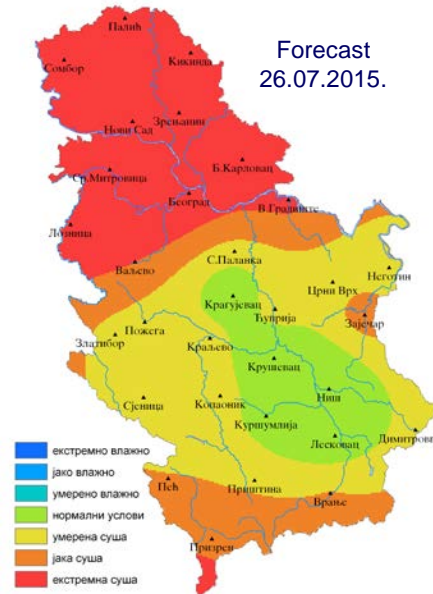 Forecast
26.07.2015.
Палић
Сомбор
Кикинда
Зрењанин
Нови Сад
Б.Карловац
Ср.Митровица
Београд
В.Градиште
Лозница
Ваљево
С.Паланка
Неготин
Црни Врх
Крагујевац
Ћуприја
Зајечар
Пожега
Златибор
Краљево
Крушевац
Сјеница
Копаоник
Ниш
Куршумлија
Димитровг
Лесковац
Пећ
Приштина
Врање
Призрен
екстремно влажно
јако влажно
умерено влажно
нормални услови
умерена суша
јака суша
екстремна суша